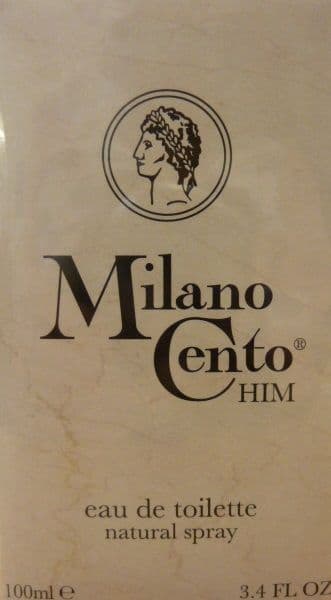 Milano
Cento®
HIM
eau de toilette
natural spray
100ml ℮ 3.4 FL OZ